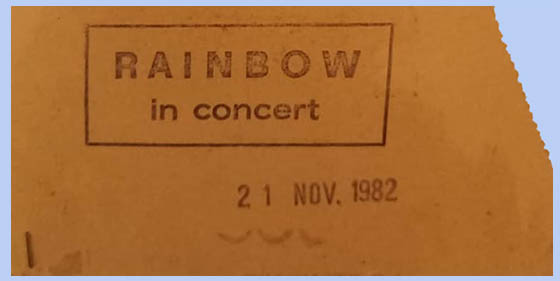 RAINBOW
in concert
21 NOV. 1982